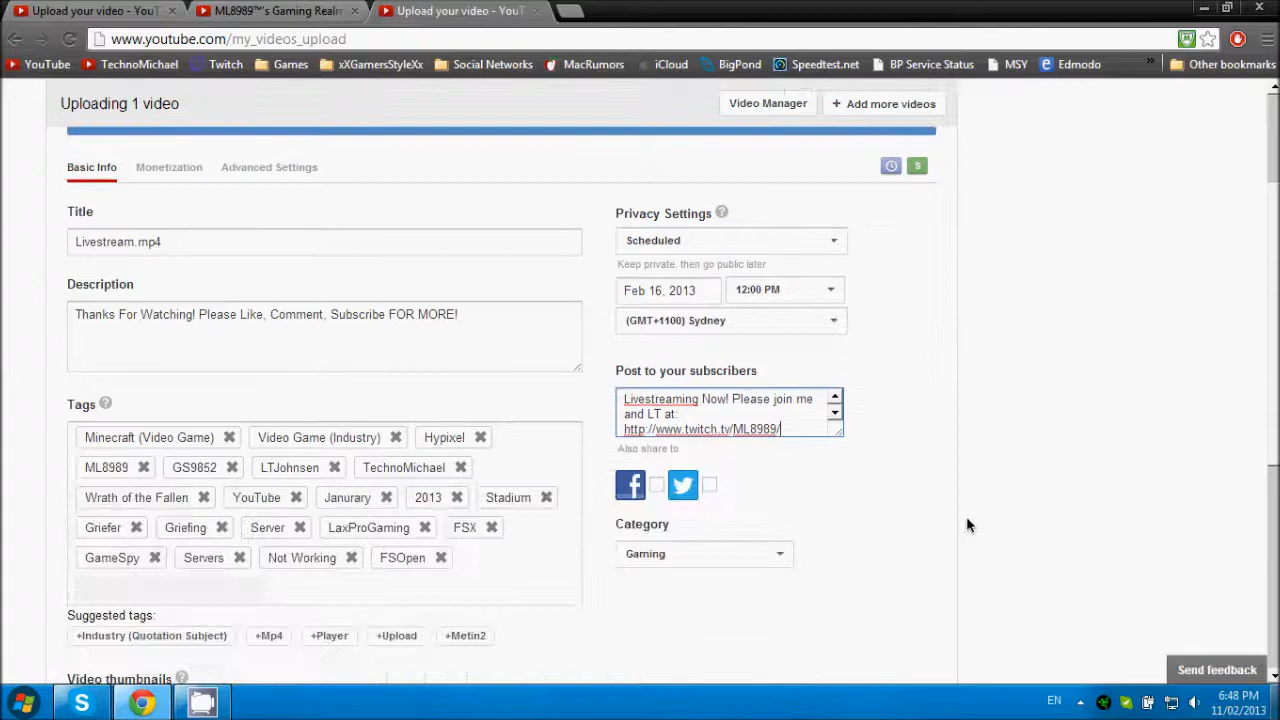 Upload your video - YouT
ML8989™'s Gaming Realm
Upload your video - YouT
www.youtube.com/my_videos_upload
YouTube TechnoMichael Twitch Games xXGamersStyleXx Social Networks MacRumors iCloud BigPond Speedtest.net BP Service Status MSY Edmodo » Other bookmarks
Uploading 1 video
Video Manager + Add more videos
Basic Info Monetization Advanced Settings
$
Title
Livestream.mp4
Description
Thanks For Watching! Please Like, Comment, Subscribe FOR MORE!
Tags ?
Minecraft (Video Game) Video Game (Industry) Hypixel
ML8989 GS9852 LTJohnsen TechnoMichael
Wrath of the Fallen YouTube Janurary 2013 Stadium
Griefer Griefing Server LaxProGaming FSX
GameSpy Servers Not Working FSOpen
Suggested tags:
+Industry (Quotation Subject) +Mp4 +Player +Upload +Metin2
Video thumbnails ?
Privacy Settings ?
Scheduled
Keep private, then go public later
Feb 16, 2013 12:00 PM
(GMT+1100) Sydney
Post to your subscribers
Livestreaming Now! Please join me
and LT at:
http://www.twitch.tv/ML8989/
Also share to
Category
Gaming
Send feedback
EN
6:48 PM
11/02/2013